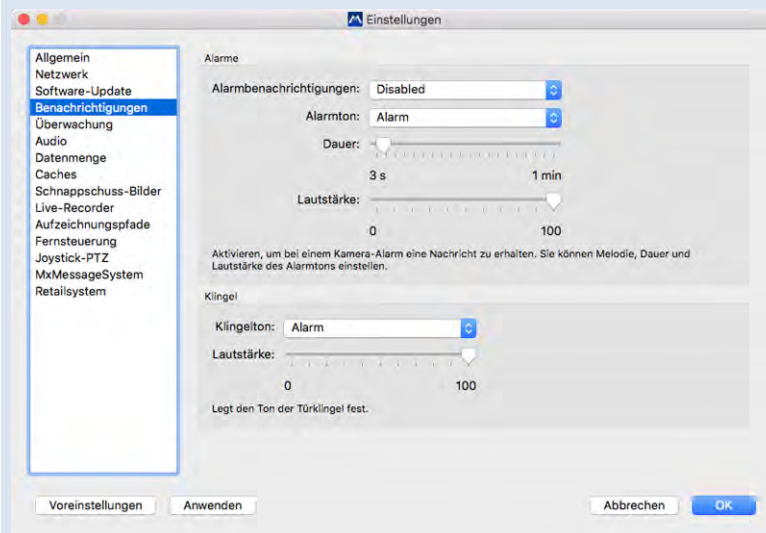 Einstellungen
Allgemein
Netzwerk
Software-Update
Benachrichtigungen
Überwachung
Audio
Datenmenge
Caches
Schnappschuss-Bilder
Live-Recorder
Aufzeichnungspfade
Fernsteuerung
Joystick-PTZ
MxMessageSystem
Retailsystem
Alarme
Alarmbenachrichtigungen: Disabled
Alarmton: Alarm
Dauer:
3 s 1 min
Lautstärke:
0 100
Aktivieren, um bei einem Kamera-Alarm eine Nachricht zu erhalten. Sie können Melodie, Dauer und
Lautstärke des Alarmtons einstellen.
Klingel
Klingelton: Alarm
Lautstärke:
0 100
Legt den Ton der Türklingel fest.
Voreinstellungen Anwenden Abbrechen OK